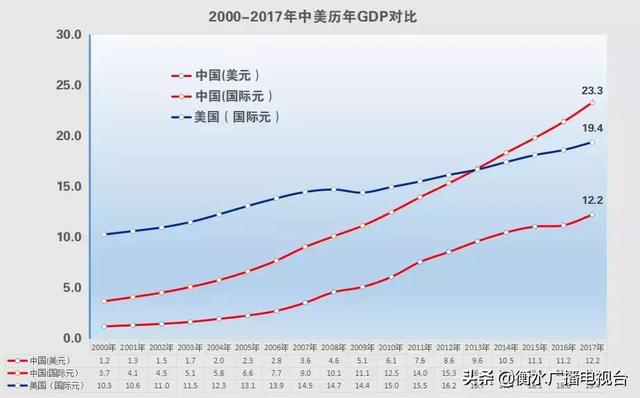 2000-2017年中美历年GDP对比
30.0
25.0
20.0
15.0
10.0
5.0
0.0
中国(美元)
中国(国际元)
美国（国际元）
23.3
19.4
12.2
2000年 2001年 2002年 2003年 2004年 2005年 2006年 2007年 2008年 2009年 2010年 2011年 2012年 2013年 2014年 2015年 2016年 2017年
中国(美元) 1.2 1.3 1.5 1.7 2.0 2.3 2.8 3.6 4.6 5.1 6.1 7.6 8.6 9.6 10.5 11.1 11.2 12.2
中国(国际元) 3.7 4.1 4.5 5.1 5.8 6.6 7.7 9.0 10.1 11.1 12.5 14.0 15.3
美国（国际元） 10.3 10.6 11.0 11.5 12.3 13.1 13.9 14.5 14.7 14.4 15.0 15.5 16.2
头条 @衡水广播电视台